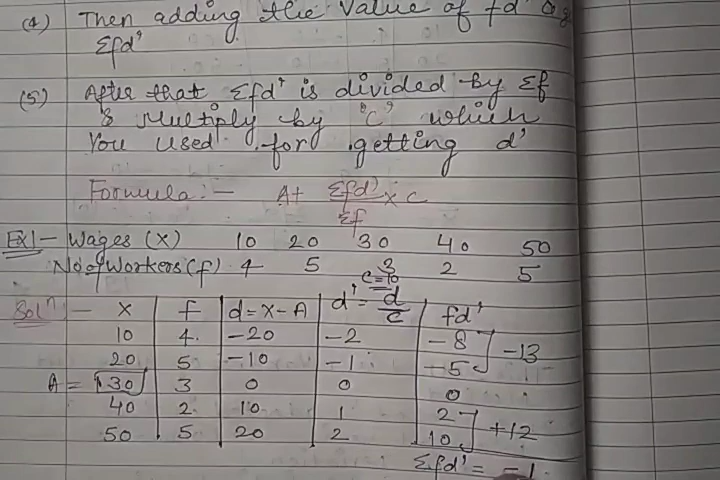 (4) Then adding the Value of fd'
Σfd'
(5) After that Σfd' is divided by Σf
& Multiply by "C" which
You used for getting d'
Formula:- A+ Σfd'/Σf × c
Ex1- Wages (X) 10 20 30 40 50
No of Workers (f) 4 5 3 2 5
c=10
Solⁿ - X f d=X-A d'=d/c fd'
10 4. -20 -2 -8 ] -13
20 5 -10 -1 -5
A = 30 3 0 0 0
40 2. 10 1 2 ] +12
50 5 20 2 10
Σfd' = -1